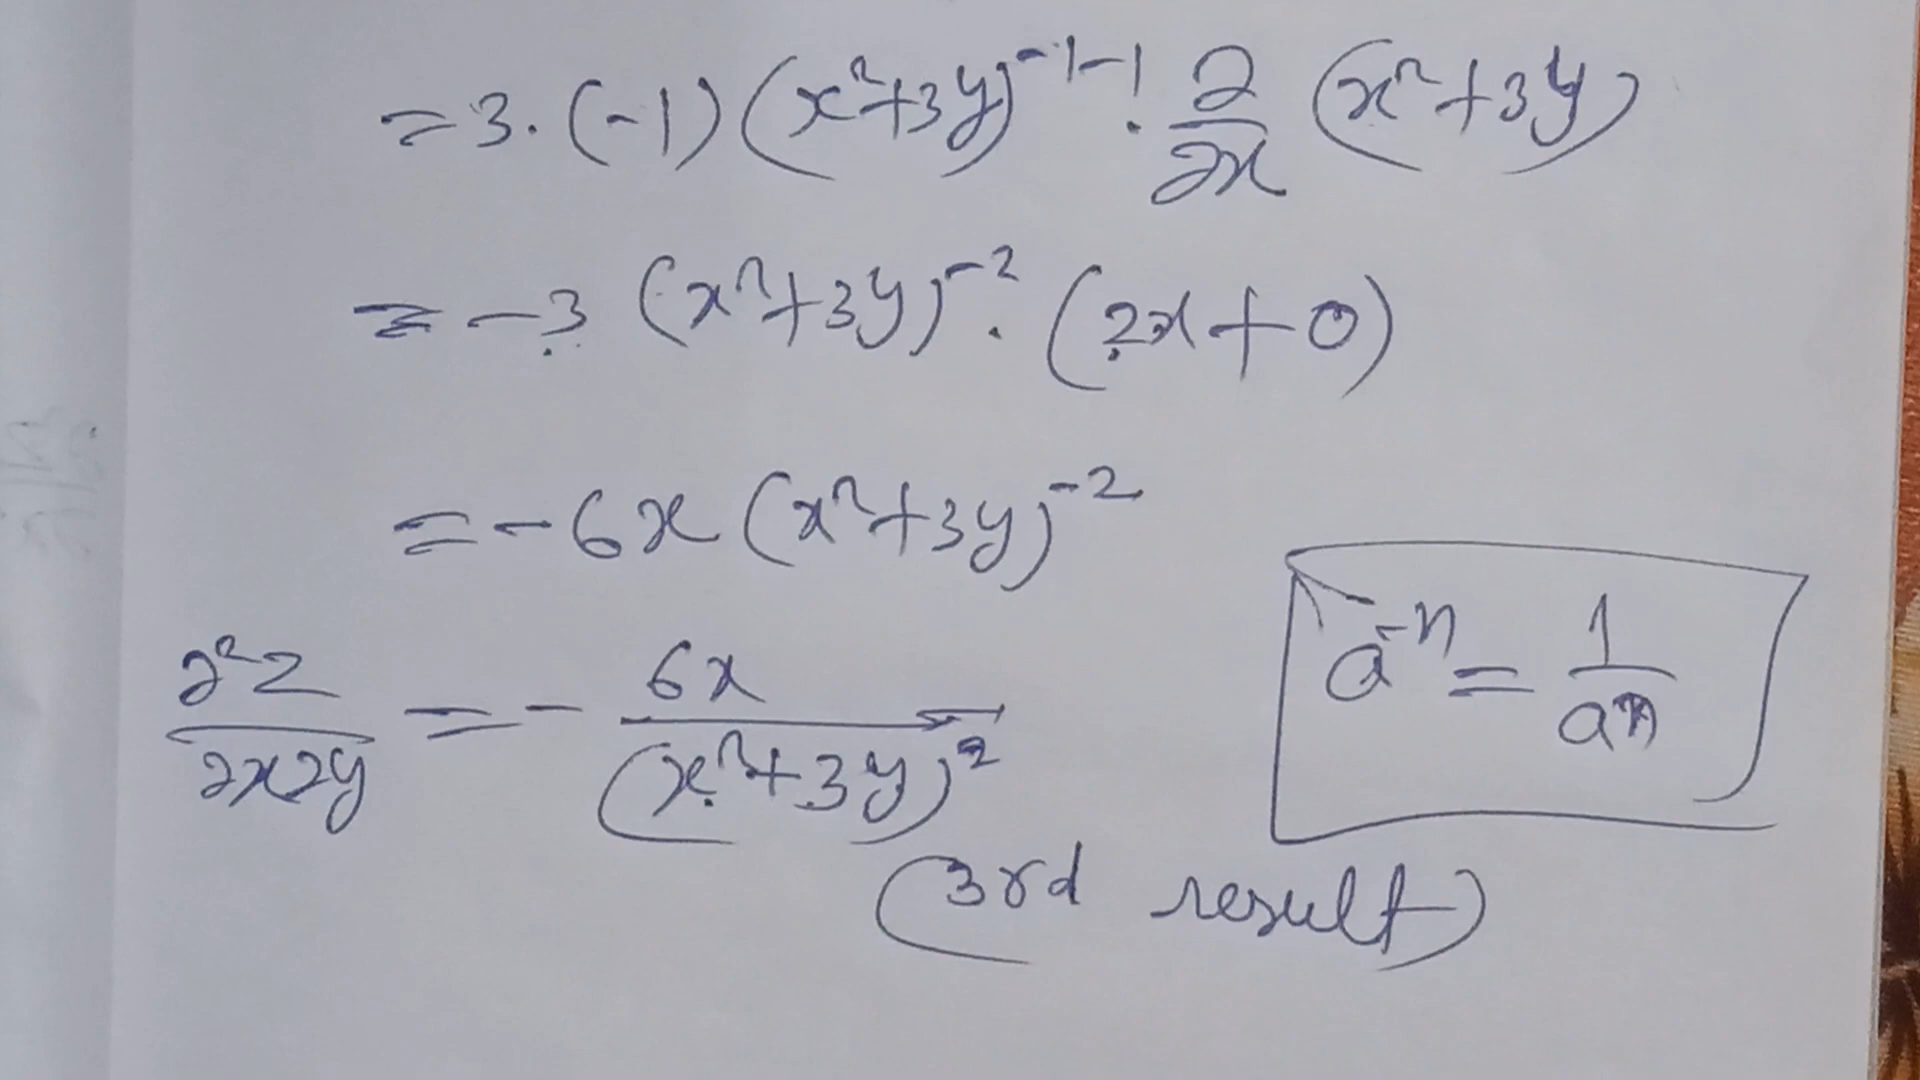 = 3. (-1) (x²+3y)⁻¹⁻¹ . ∂/∂x (x²+3y)
= -3 (x²+3y)⁻² . (2x+0)
= -6x (x²+3y)⁻²
∂²z/∂x∂y = - 6x/(x²+3y)²
a⁻ⁿ = 1/aⁿ
(3rd result)